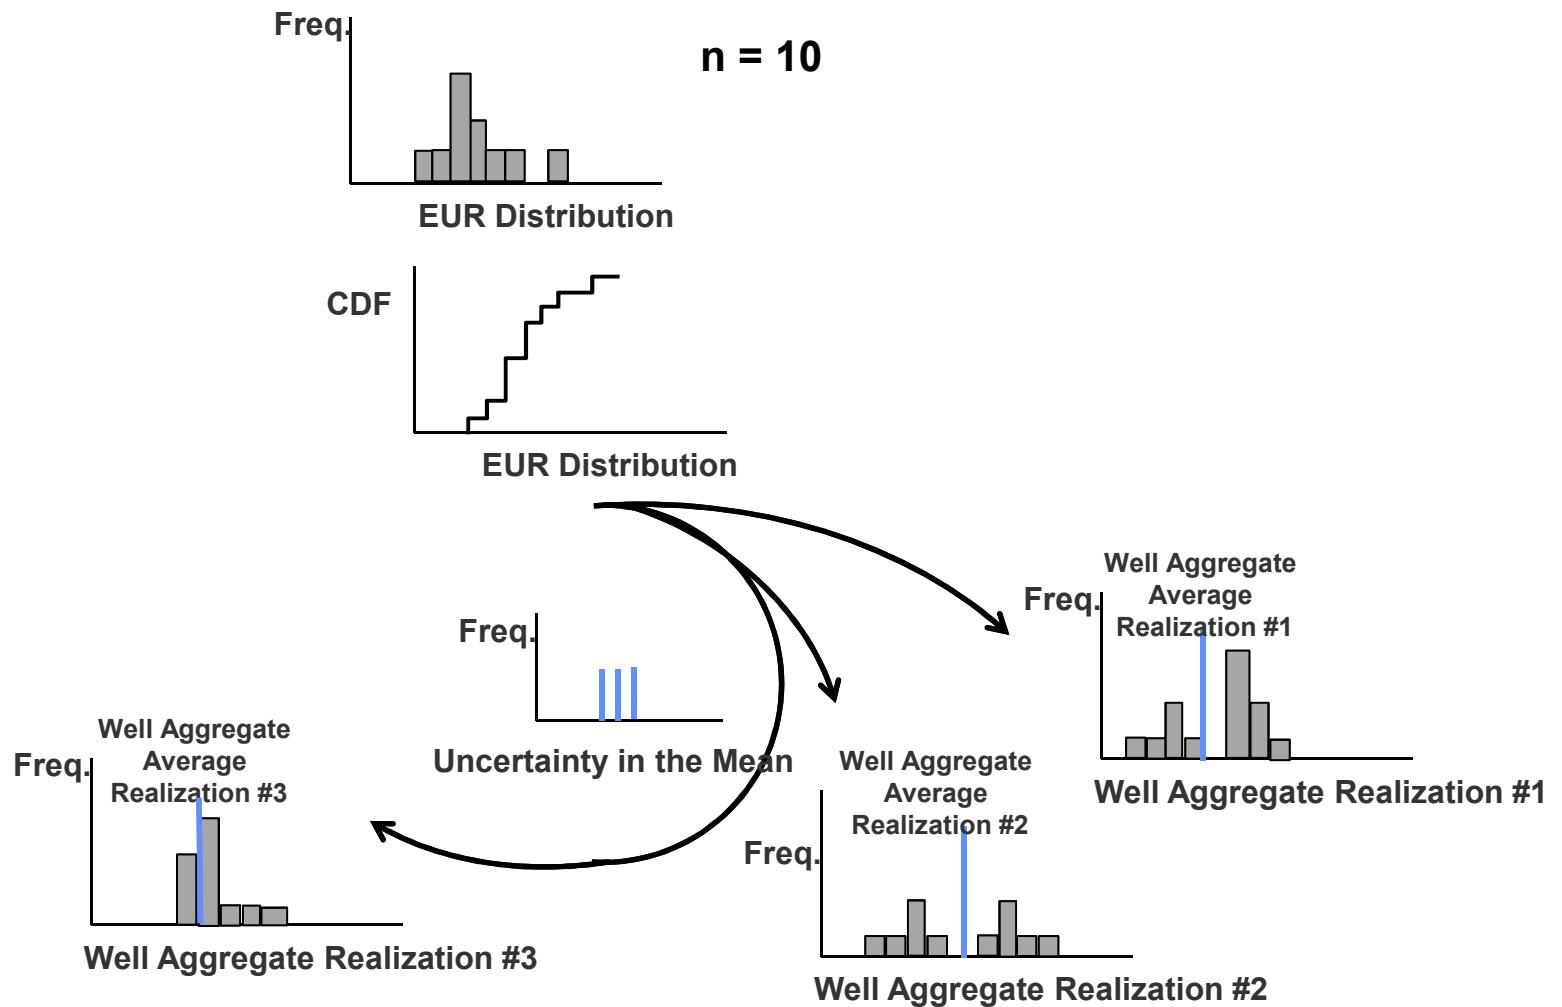 Freq.
n = 10
EUR Distribution
CDF
EUR Distribution
Well Aggregate
Average
Realization #1
Freq.
Freq.
Uncertainty in the Mean
Well Aggregate Realization #1
Well Aggregate
Average
Realization #3
Freq.
Well Aggregate Realization #3
Well Aggregate
Average
Realization #2
Freq.
Well Aggregate Realization #2